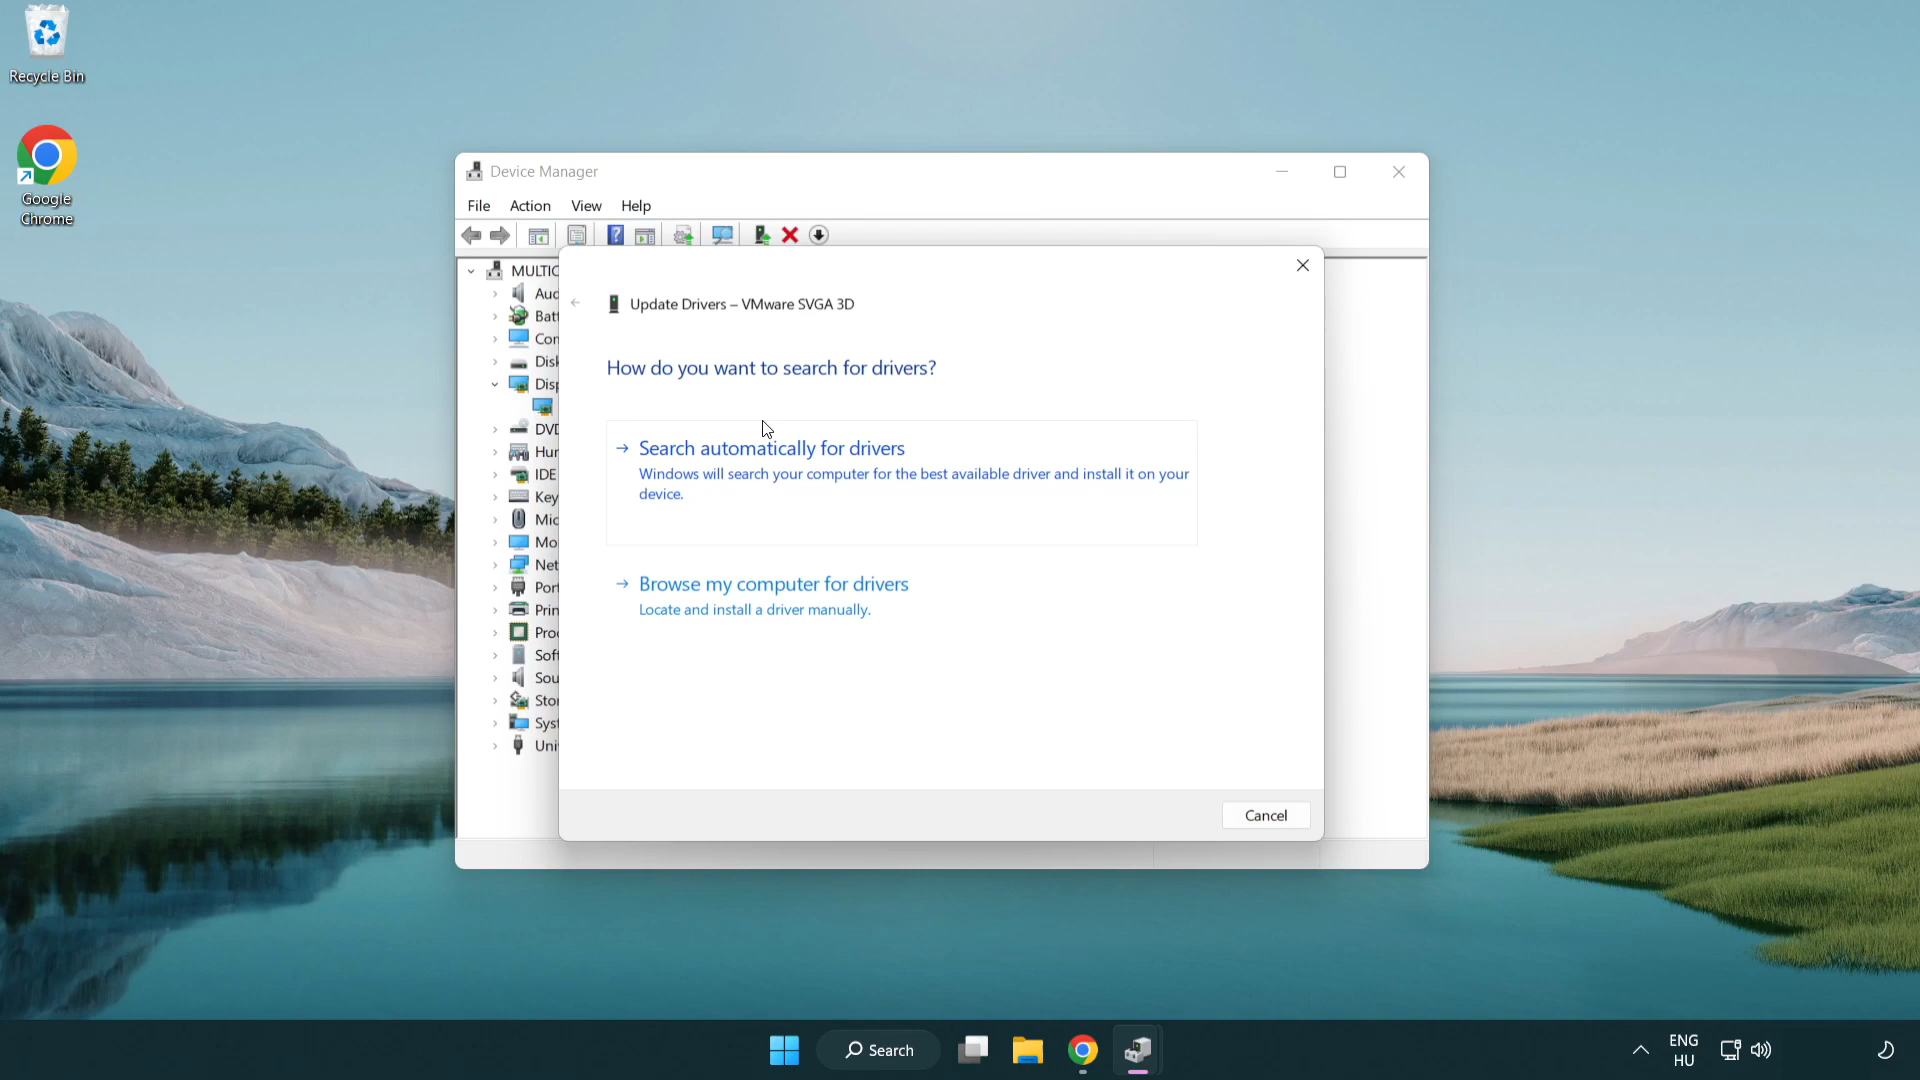 Recycle Bin
Google
Chrome
Device Manager
File Action View Help
MULTIC
Aud
Batt
Con
Disk
Disp
DVD
Hur
IDE
Key
Mic
Mo
Net
Port
Prin
Proc
Soft
Sou
Stor
Syst
Uni
Update Drivers – VMware SVGA 3D
How do you want to search for drivers?
Search automatically for drivers
Windows will search your computer for the best available driver and install it on your
device.
Browse my computer for drivers
Locate and install a driver manually.
Cancel
Search
ENG
HU